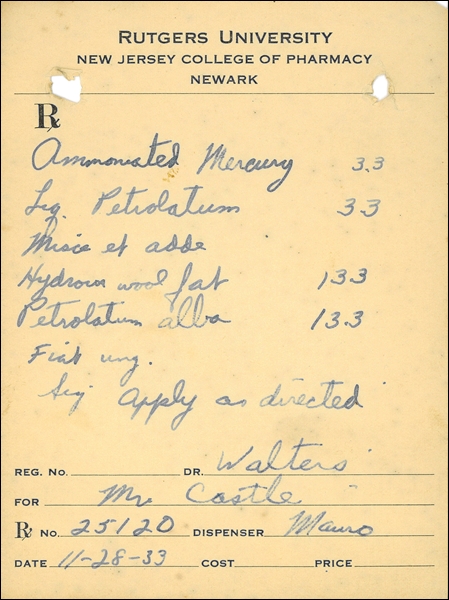 RUTGERS UNIVERSITY
NEW JERSEY COLLEGE OF PHARMACY
NEWARK
℞
Ammoniated Mercury 3.3
Liq. Petrolatum 3 3
Misce et adde
Hydrous wool fat 13.3
Petrolatum alba 13.3
Fiat ung.
Sig Apply as directed
REG. NO. DR. Walters
FOR Mr Castle
℞ NO. 25120 DISPENSER Mauro
DATE 11-28-33 COST PRICE